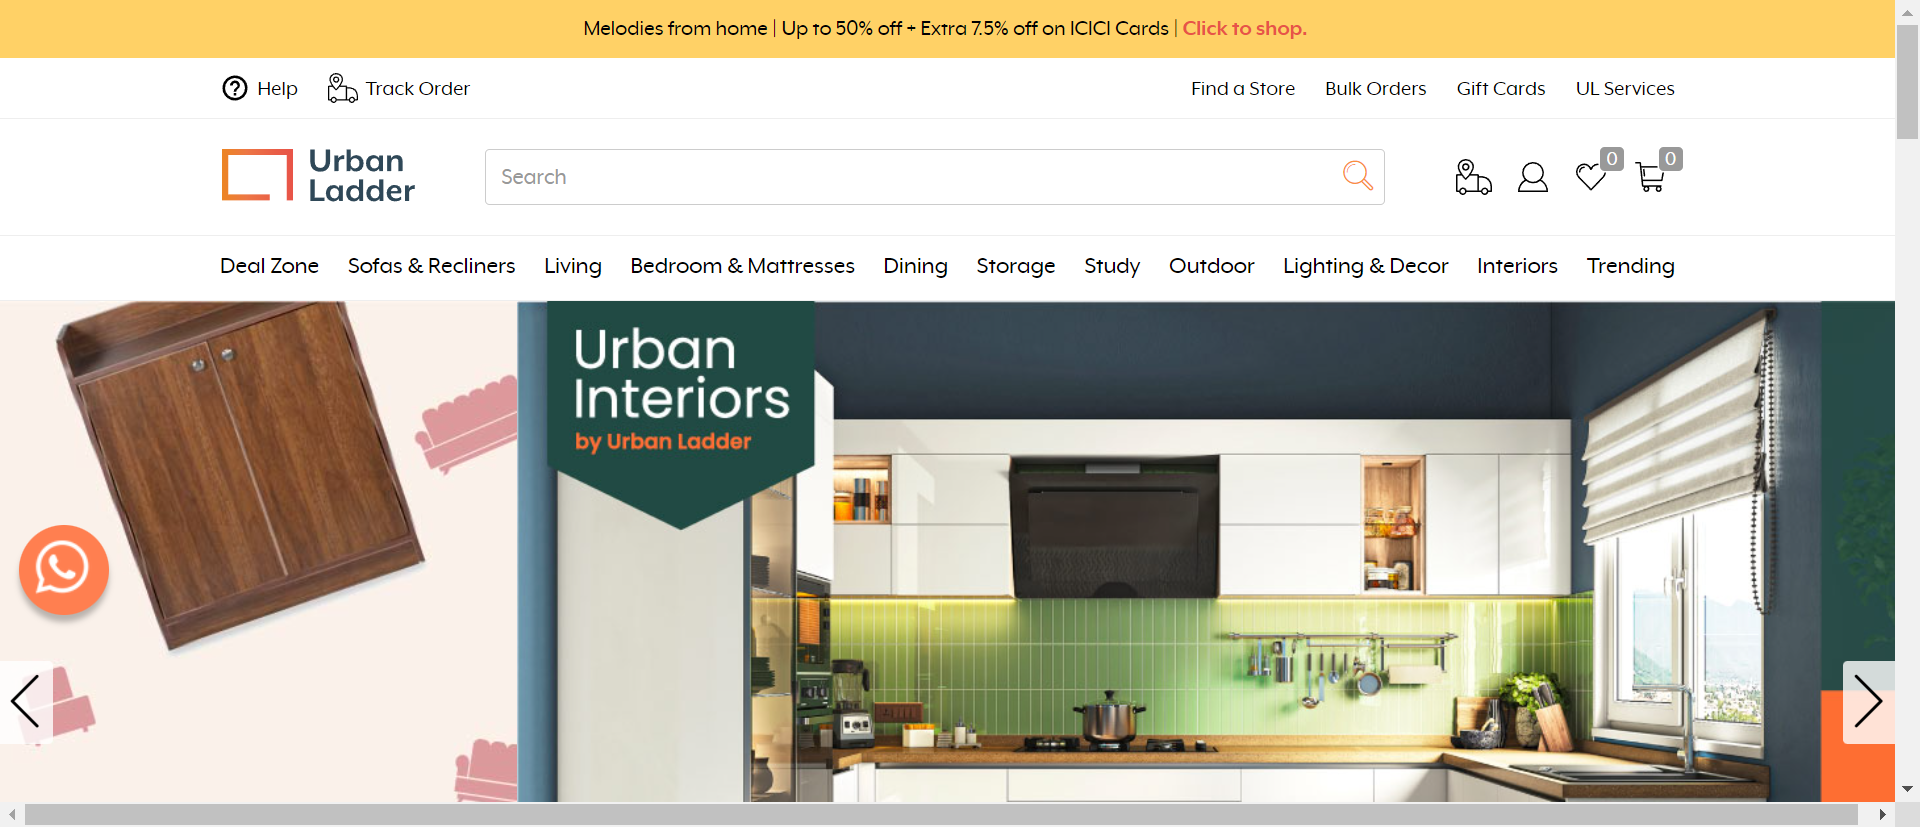 Melodies from home | Up to 50% off + Extra 7.5% off on ICICI Cards | Click to shop.
Help Track Order Find a Store Bulk Orders Gift Cards UL Services
Urban
Ladder
Search
0 0
Deal Zone Sofas & Recliners Living Bedroom & Mattresses Dining Storage Study Outdoor Lighting & Decor Interiors Trending
Urban
Interiors
by Urban Ladder